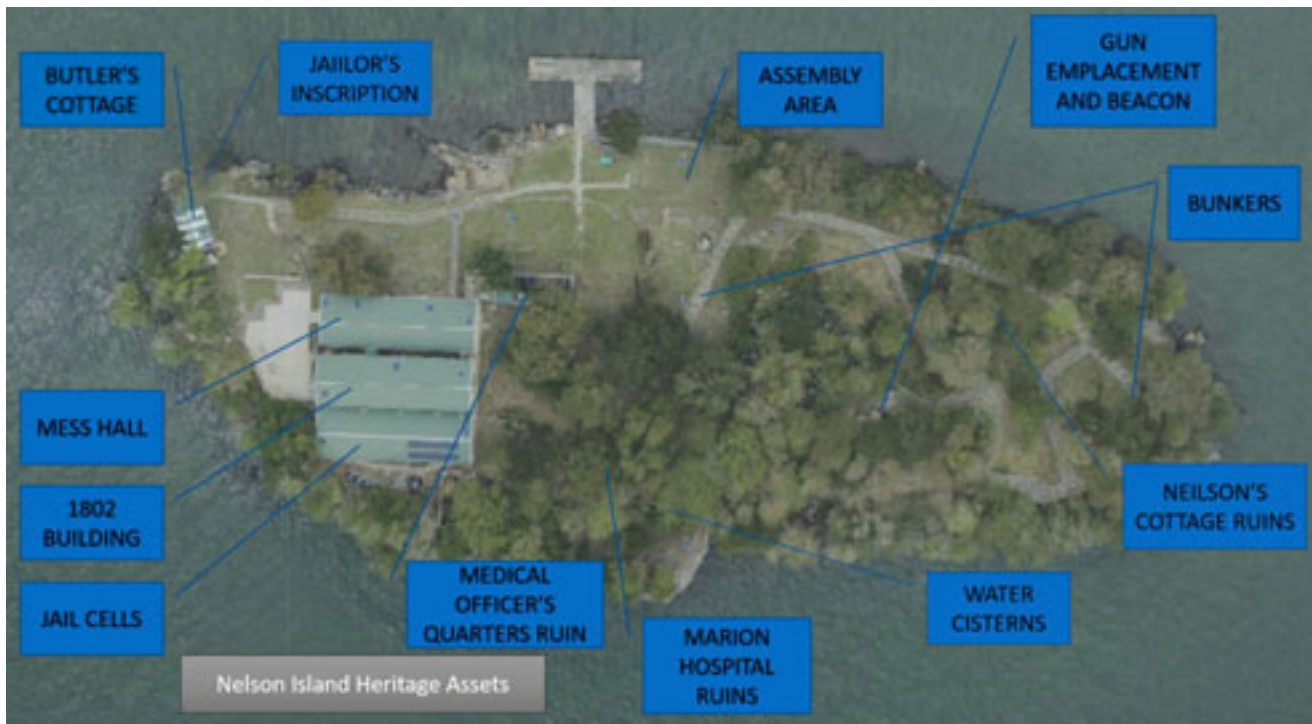 BUTLER'S
COTTAGE
JAIILOR'S
INSCRIPTION
ASSEMBLY
AREA
GUN
EMPLACEMENT
AND BEACON
BUNKERS
MESS HALL
1802
BUILDING
JAIL CELLS
MEDICAL
OFFICER'S
QUARTERS RUIN
MARION
HOSPITAL
RUINS
WATER
CISTERNS
NEILSON'S
COTTAGE RUINS
Nelson Island Heritage Assets